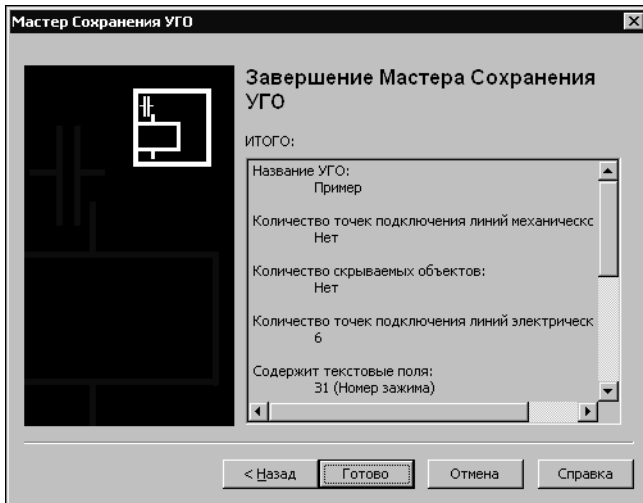 Мастер Сохранения УГО
Завершение Мастера Сохранения
УГО
ИТОГО:
Название УГО:
Пример
Количество точек подключения линий механическс
Нет
Количество скрываемых объектов:
Нет
Количество точек подключения линий электрическ
6
Содержит текстовые поля:
31 (Номер зажима)
< Назад Готово Отмена Справка